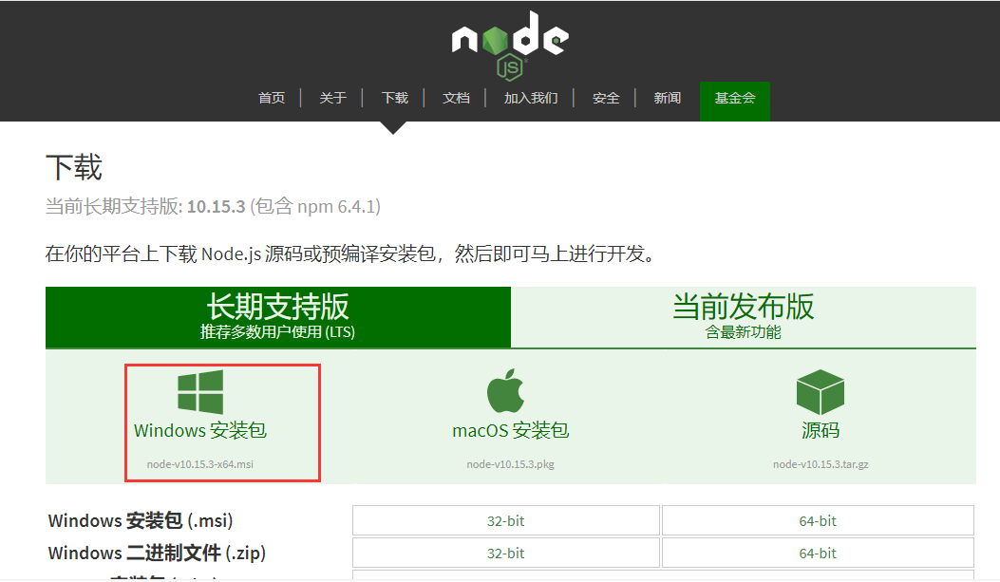 node
JS
首页 关于 下载 文档 加入我们 安全 新闻 基金会
下载
当前长期支持版: 10.15.3 (包含 npm 6.4.1)
在你的平台上下载 Node.js 源码或预编译安装包，然后即可马上进行开发。
长期支持版
推荐多数用户使用 (LTS)
当前发布版
含最新功能
Windows 安装包
node-v10.15.3-x64.msi
macOS 安装包
node-v10.15.3.pkg
源码
node-v10.15.3.tar.gz
Windows 安装包 (.msi) 32-bit 64-bit
Windows 二进制文件 (.zip) 32-bit 64-bit